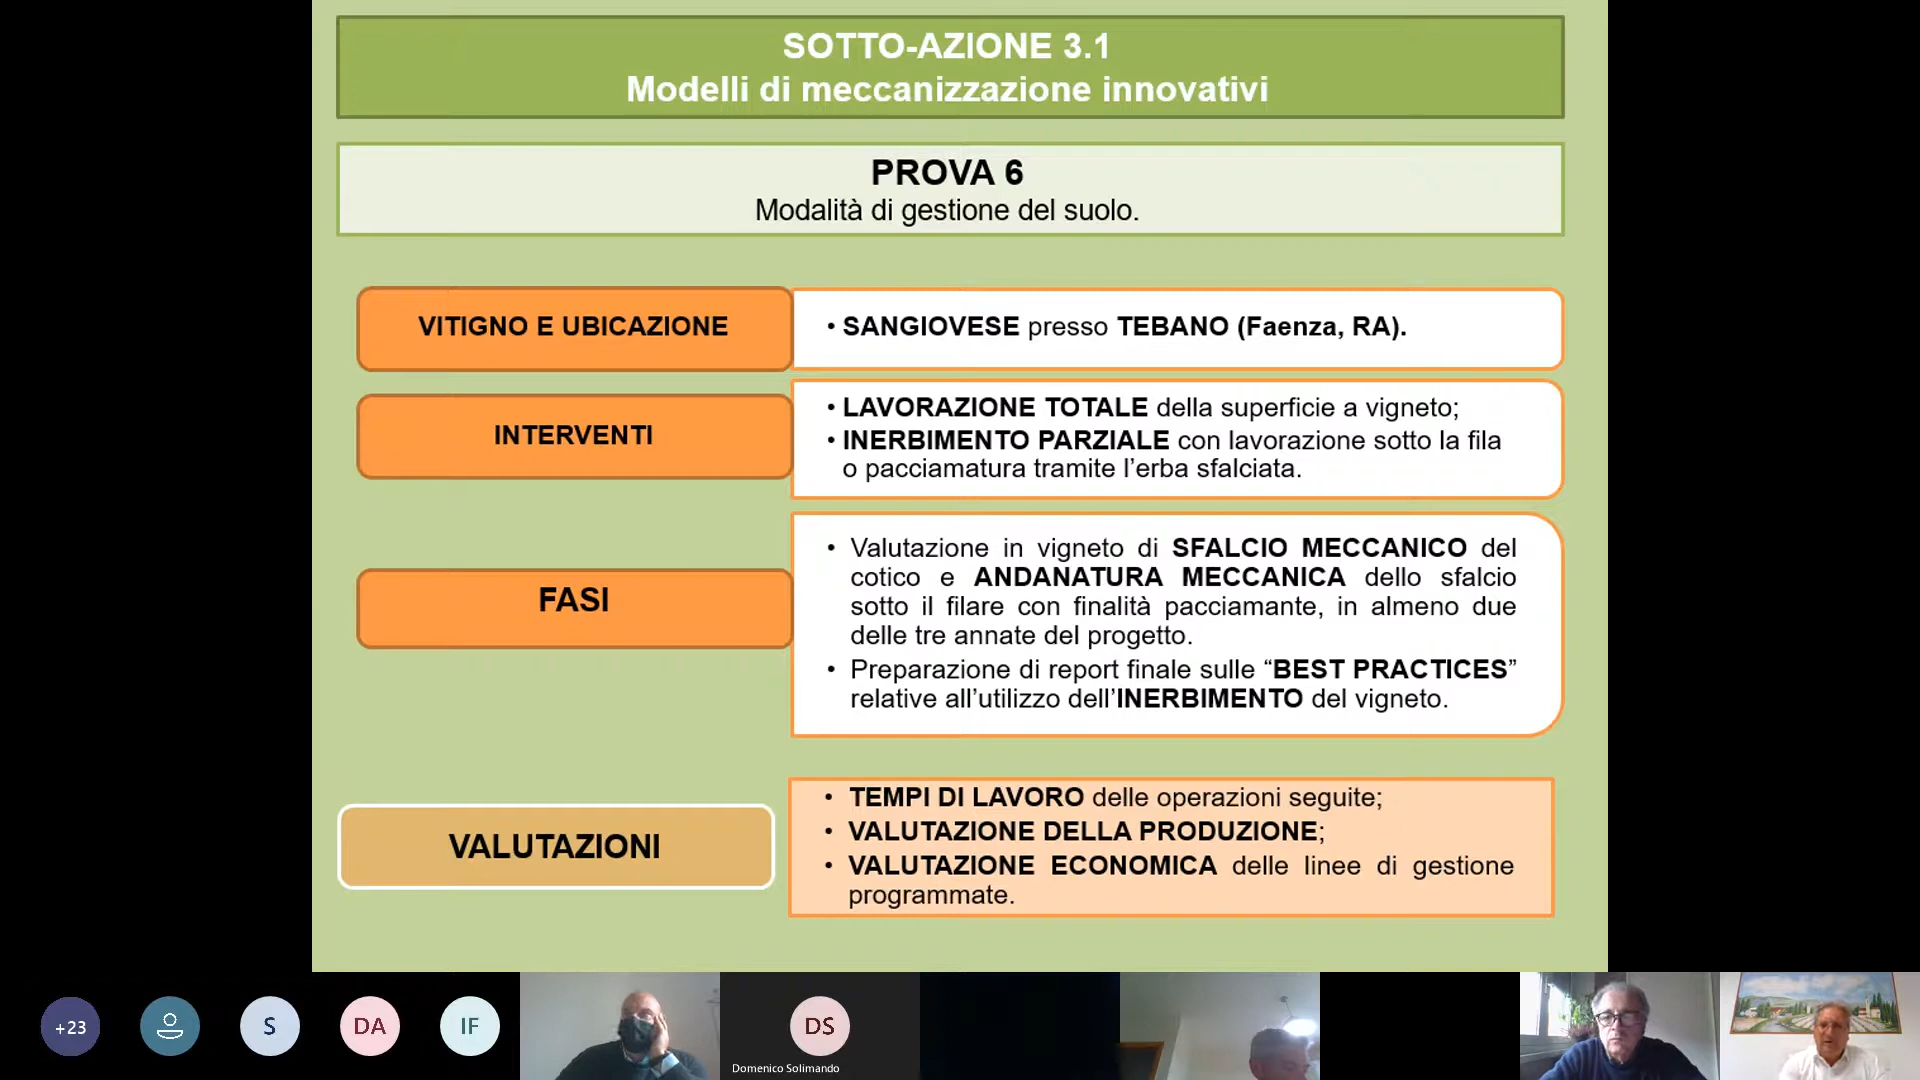 SOTTO-AZIONE 3.1
Modelli di meccanizzazione innovativi
PROVA 6
Modalità di gestione del suolo.
VITIGNO E UBICAZIONE
• SANGIOVESE presso TEBANO (Faenza, RA).
INTERVENTI
• LAVORAZIONE TOTALE della superficie a vigneto;
• INERBIMENTO PARZIALE con lavorazione sotto la fila
o pacciamatura tramite l’erba sfalciata.
FASI
• Valutazione in vigneto di SFALCIO MECCANICO del
cotico e ANDANATURA MECCANICA dello sfalcio
sotto il filare con finalità pacciamante, in almeno due
delle tre annate del progetto.
• Preparazione di report finale sulle “BEST PRACTICES”
relative all’utilizzo dell’INERBIMENTO del vigneto.
VALUTAZIONI
• TEMPI DI LAVORO delle operazioni seguite;
• VALUTAZIONE DELLA PRODUZIONE;
• VALUTAZIONE ECONOMICA delle linee di gestione
programmate.
+23
S
DA
IF
DS
Domenico Solimando